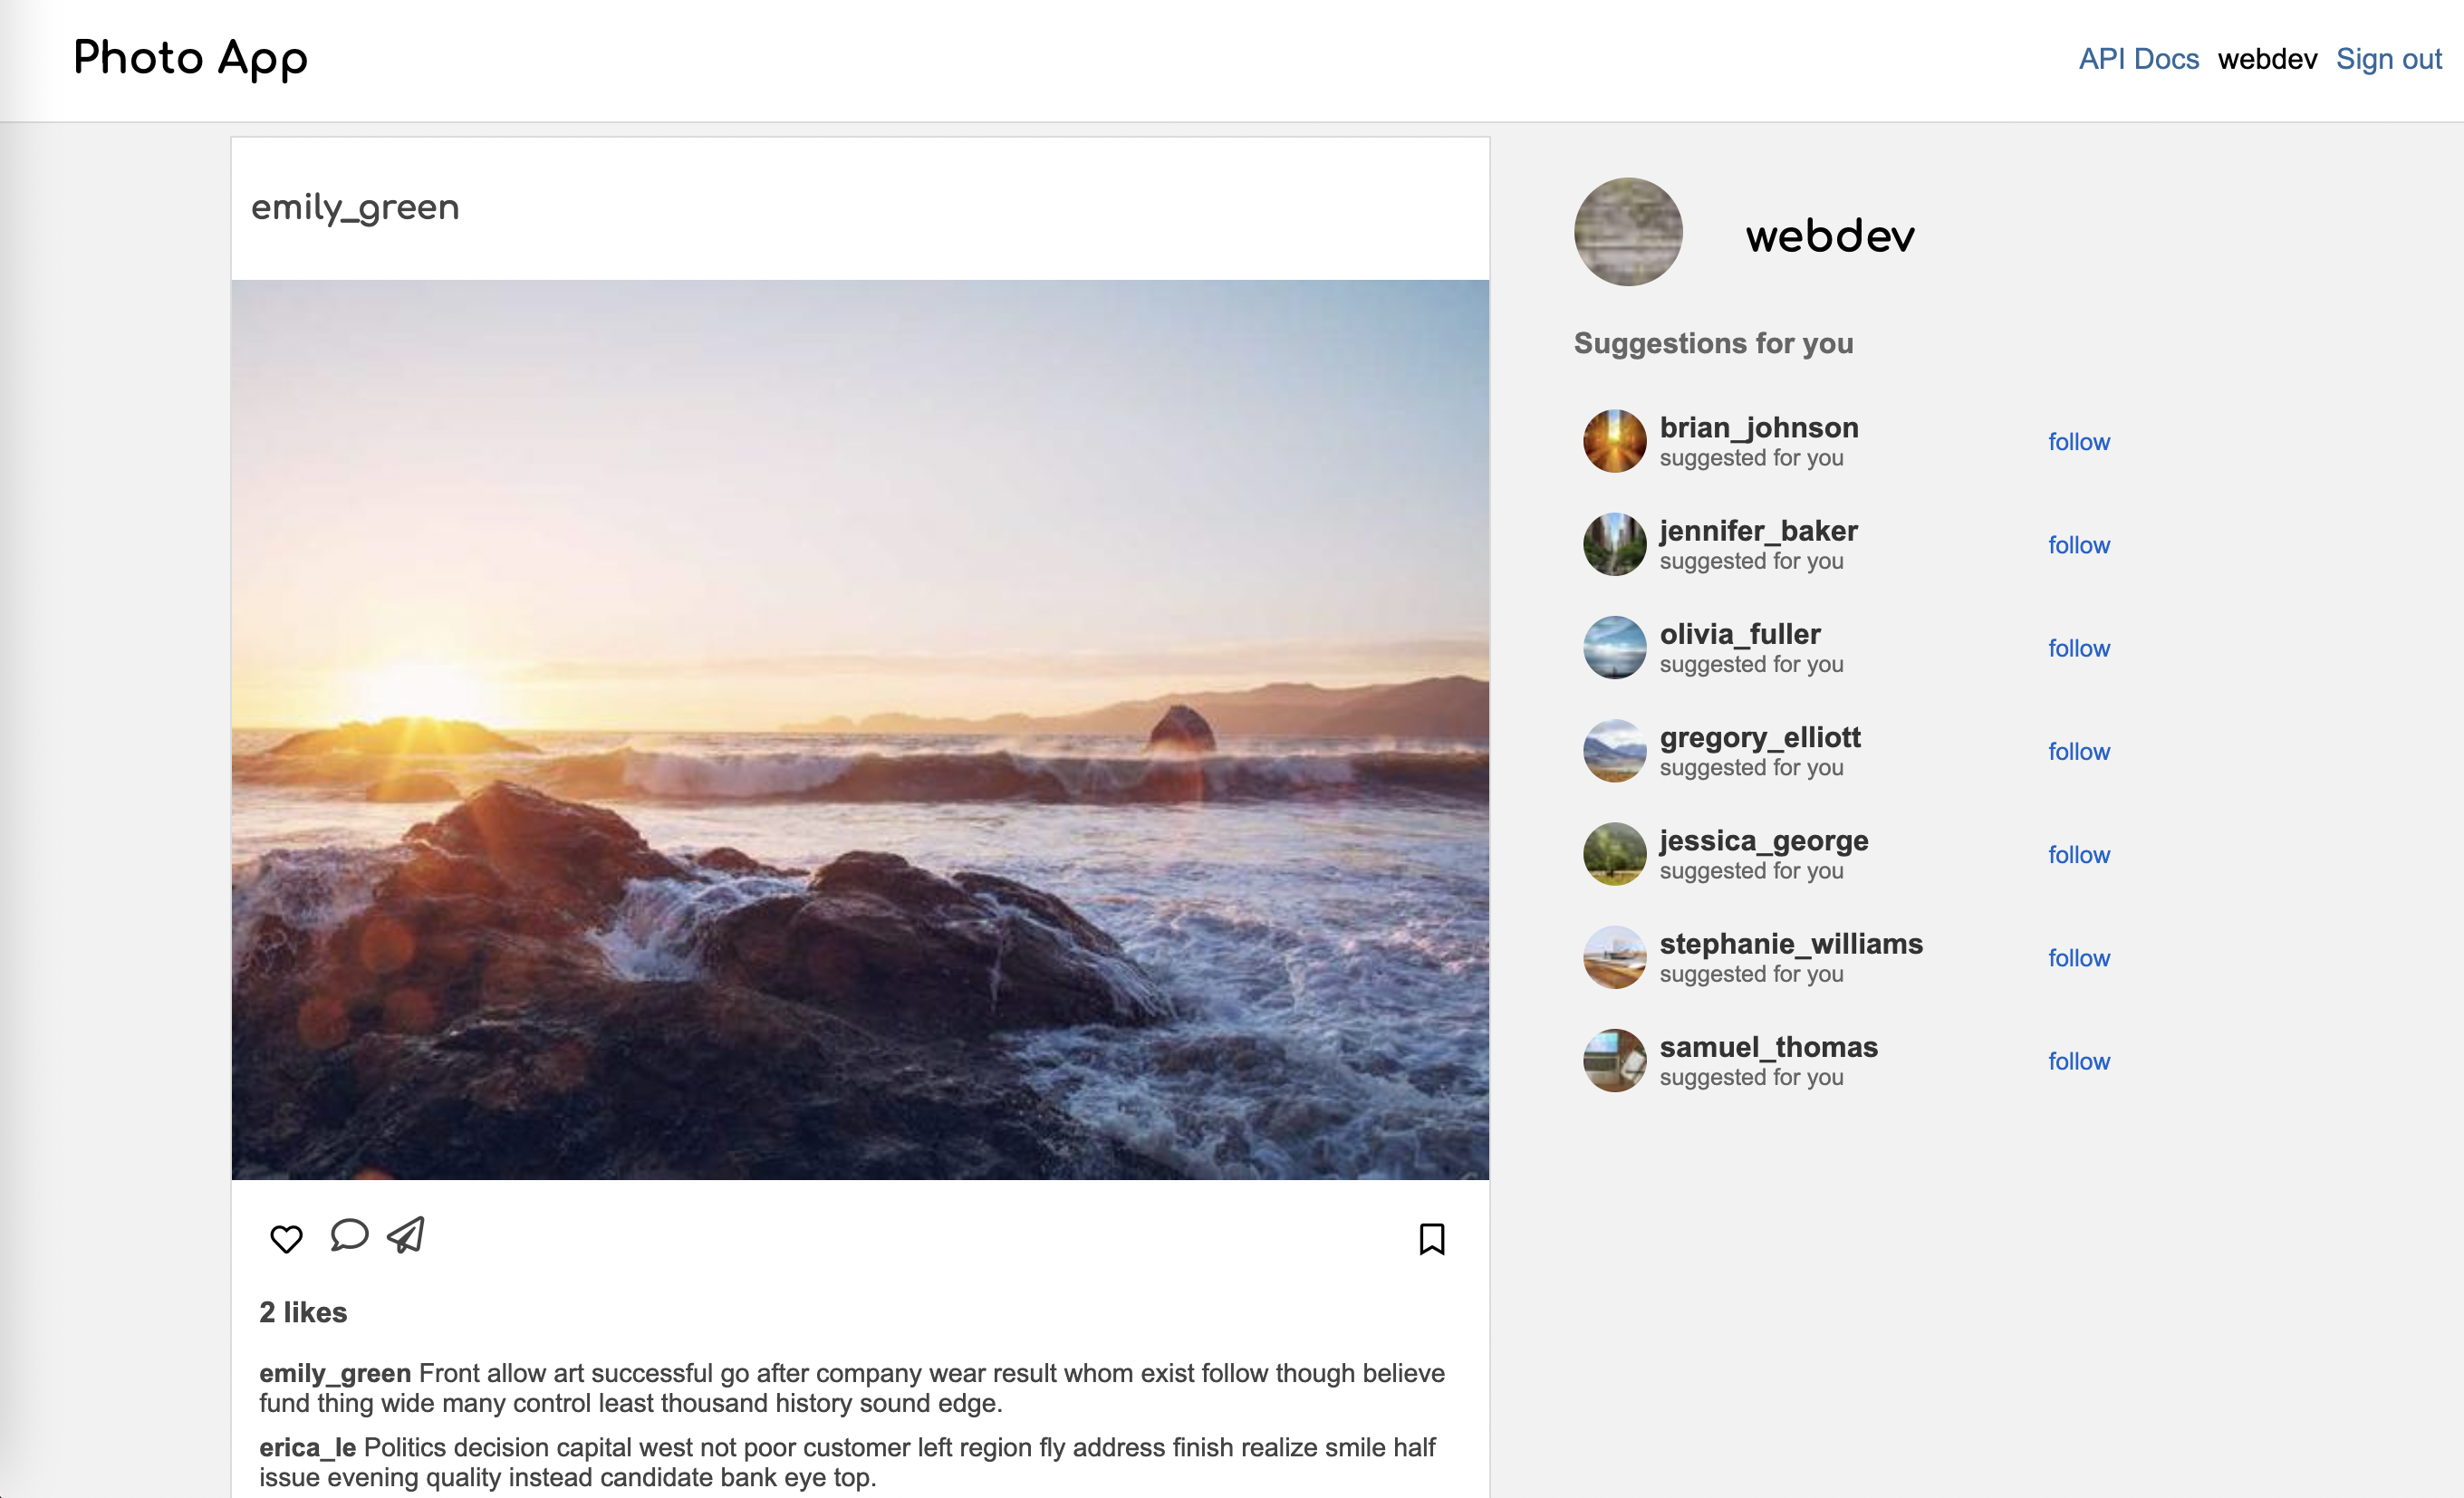 Photo App
API Docs webdev Sign out
emily_green
2 likes
emily_green Front allow art successful go after company wear result whom exist follow though believe
fund thing wide many control least thousand history sound edge.
erica_le Politics decision capital west not poor customer left region fly address finish realize smile half
issue evening quality instead candidate bank eye top.
webdev
Suggestions for you
brian_johnson
suggested for you
follow
jennifer_baker
suggested for you
follow
olivia_fuller
suggested for you
follow
gregory_elliott
suggested for you
follow
jessica_george
suggested for you
follow
stephanie_williams
suggested for you
follow
samuel_thomas
suggested for you
follow